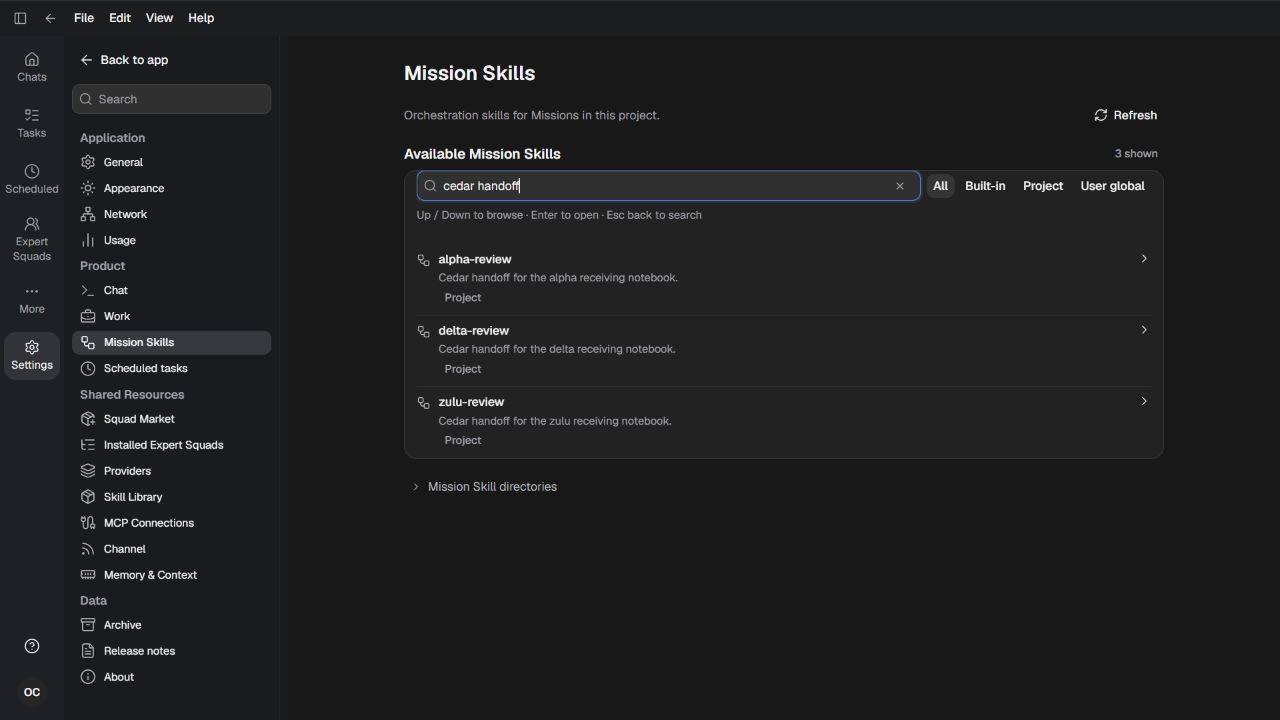 File Edit View Help
Chats
Tasks
Scheduled
Expert
Squads
More
Settings
OC
Back to app
Search
Application
General
Appearance
Network
Usage
Product
Chat
Work
Mission Skills
Scheduled tasks
Shared Resources
Squad Market
Installed Expert Squads
Providers
Skill Library
MCP Connections
Channel
Memory & Context
Data
Archive
Release notes
About
Mission Skills
Orchestration skills for Missions in this project.
Refresh
Available Mission Skills
3 shown
cedar handoff
All Built-in Project User global
Up / Down to browse · Enter to open · Esc back to search
alpha-review
Cedar handoff for the alpha receiving notebook.
Project
delta-review
Cedar handoff for the delta receiving notebook.
Project
zulu-review
Cedar handoff for the zulu receiving notebook.
Project
Mission Skill directories